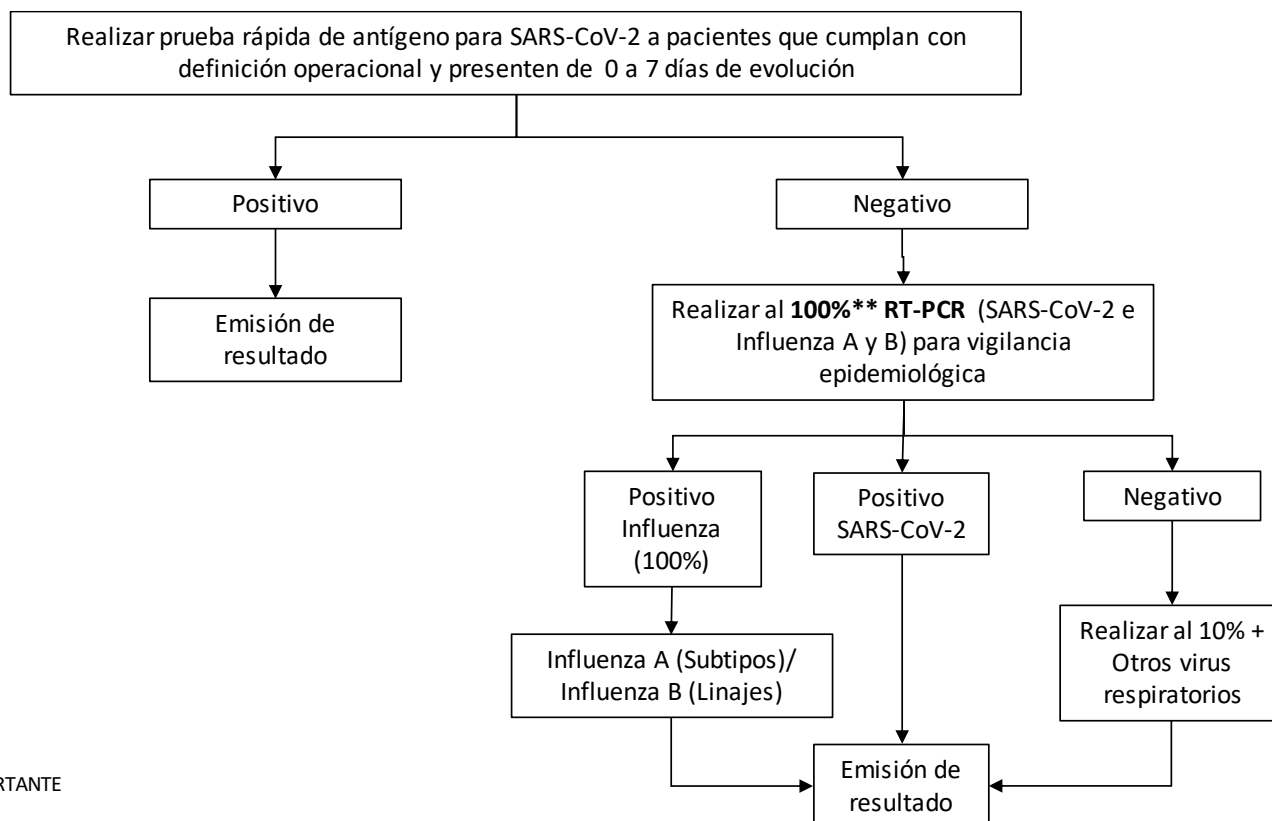 Realizar prueba rápida de antígeno para SARS-CoV-2 a pacientes que cumplan con
definición operacional y presenten de 0 a 7 días de evolución
Positivo
Negativo
Emisión de
resultado
Realizar al 100%** RT-PCR (SARS-CoV-2 e
Influenza A y B) para vigilancia
epidemiológica
Positivo
Influenza
(100%)
Positivo
SARS-CoV-2
Negativo
Influenza A (Subtipos)/
Influenza B (Linajes)
Realizar al 10% +
Otros virus
respiratorios
Emisión de
resultado
RTANTE